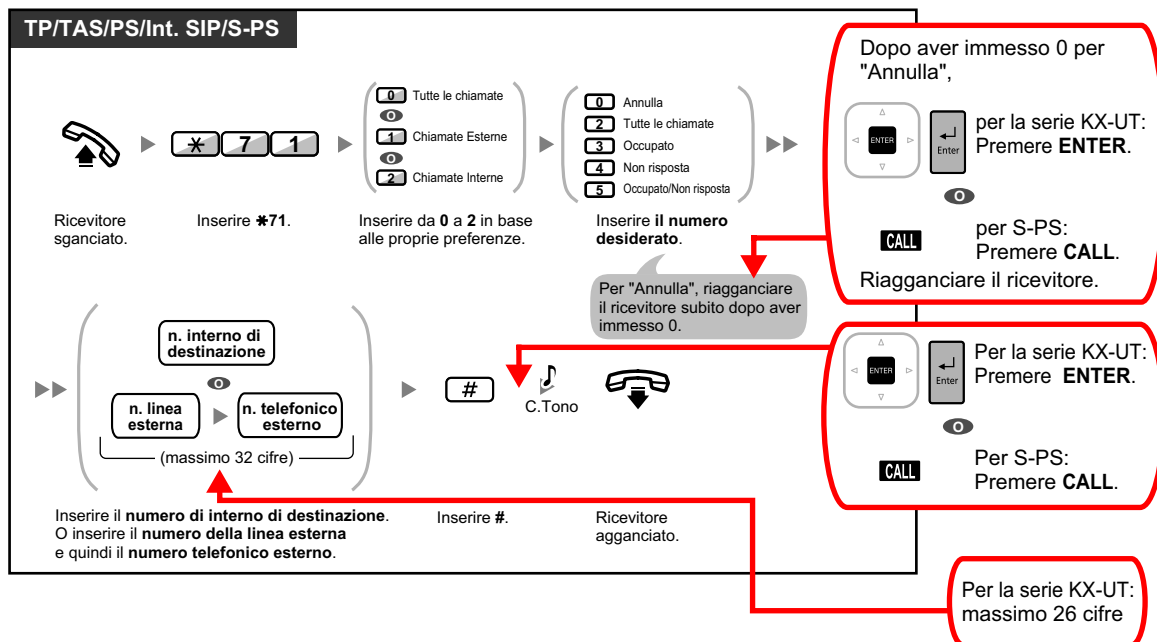 TP/TAS/PS/Int. SIP/S-PS
0 Tutte le chiamate
O
1 Chiamate Esterne
O
2 Chiamate Interne
0 Annulla
2 Tutte le chiamate
3 Occupato
4 Non risposta
5 Occupato/Non risposta
✱ 7 1
Ricevitore
sganciato.
Inserire ✱71.
Inserire da 0 a 2 in base
alle proprie preferenze.
Inserire il numero
desiderato.
Per "Annulla", riagganciare
il ricevitore subito dopo aver
immesso 0.
Dopo aver immesso 0 per
"Annulla",
ENTER
Enter
per la serie KX-UT:
Premere ENTER.
O
CALL
per S-PS:
Premere CALL.
Riagganciare il ricevitore.
n. interno di
destinazione
O
n. linea
esterna
n. telefonico
esterno
(massimo 32 cifre)
#
C.Tono
Inserire il numero di interno di destinazione.
O inserire il numero della linea esterna
e quindi il numero telefonico esterno.
Inserire #.
Ricevitore
agganciato.
ENTER
Enter
Per la serie KX-UT:
Premere ENTER.
O
CALL
Per S-PS:
Premere CALL.
Per la serie KX-UT:
massimo 26 cifre